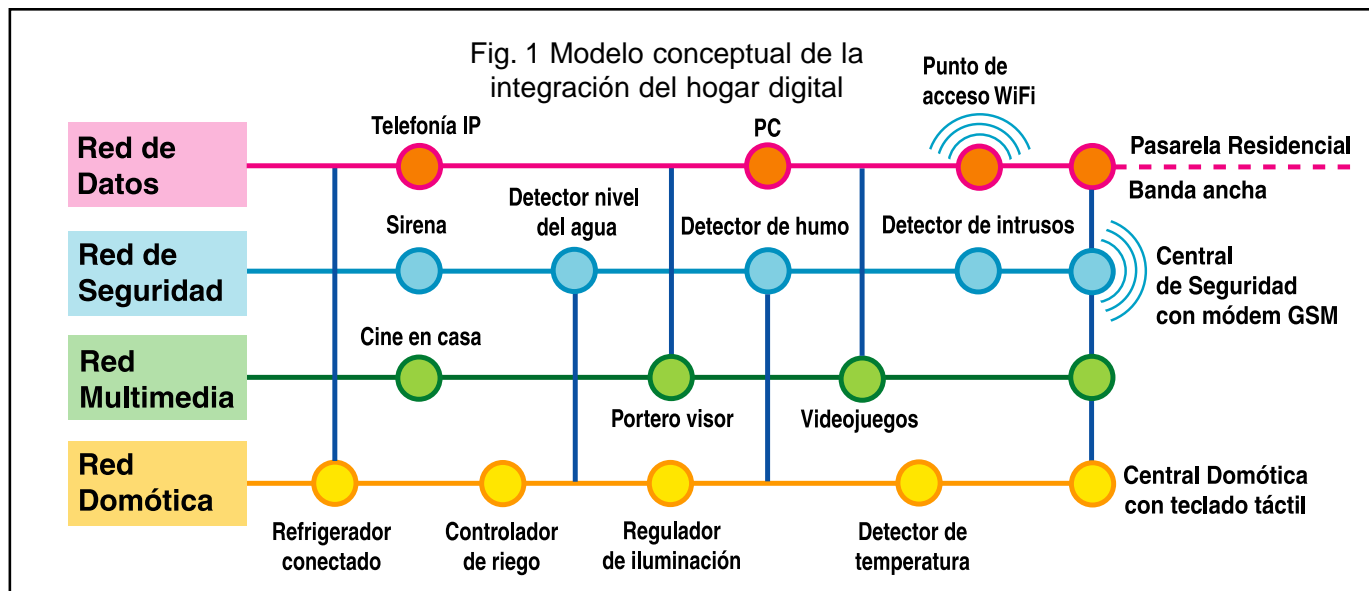 Fig. 1 Modelo conceptual de la
integración del hogar digital
Punto de
acceso WiFi
Red de
Datos
Telefonía IP
PC
Pasarela Residencial
Banda ancha
Red de
Seguridad
Sirena
Detector nivel
del agua
Detector de humo
Detector de intrusos
Central
de Seguridad
con módem GSM
Red
Multimedia
Cine en casa
Portero visor
Videojuegos
Red
Domótica
Refrigerador
conectado
Controlador
de riego
Regulador
de iluminación
Detector de
temperatura
Central Domótica
con teclado táctil